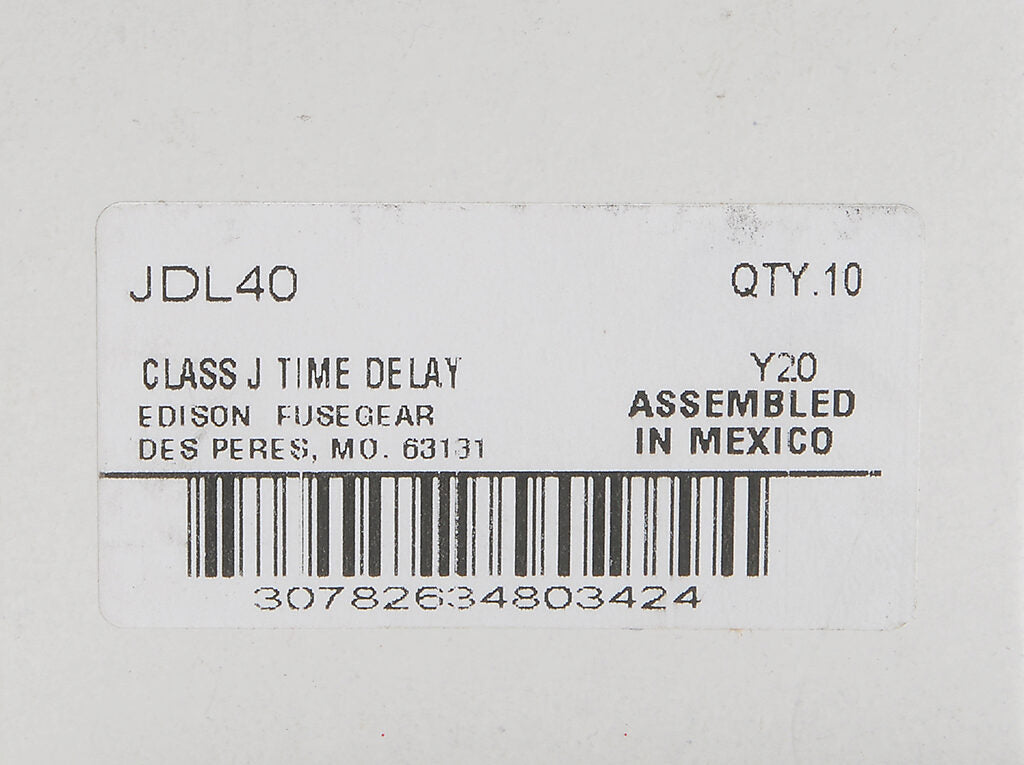 JDL40 QTY.10
CLASS J TIME DELAY Y20
EDISON FUSEGEAR ASSEMBLED
DES PERES, MO. 63131 IN MEXICO
30782634803424